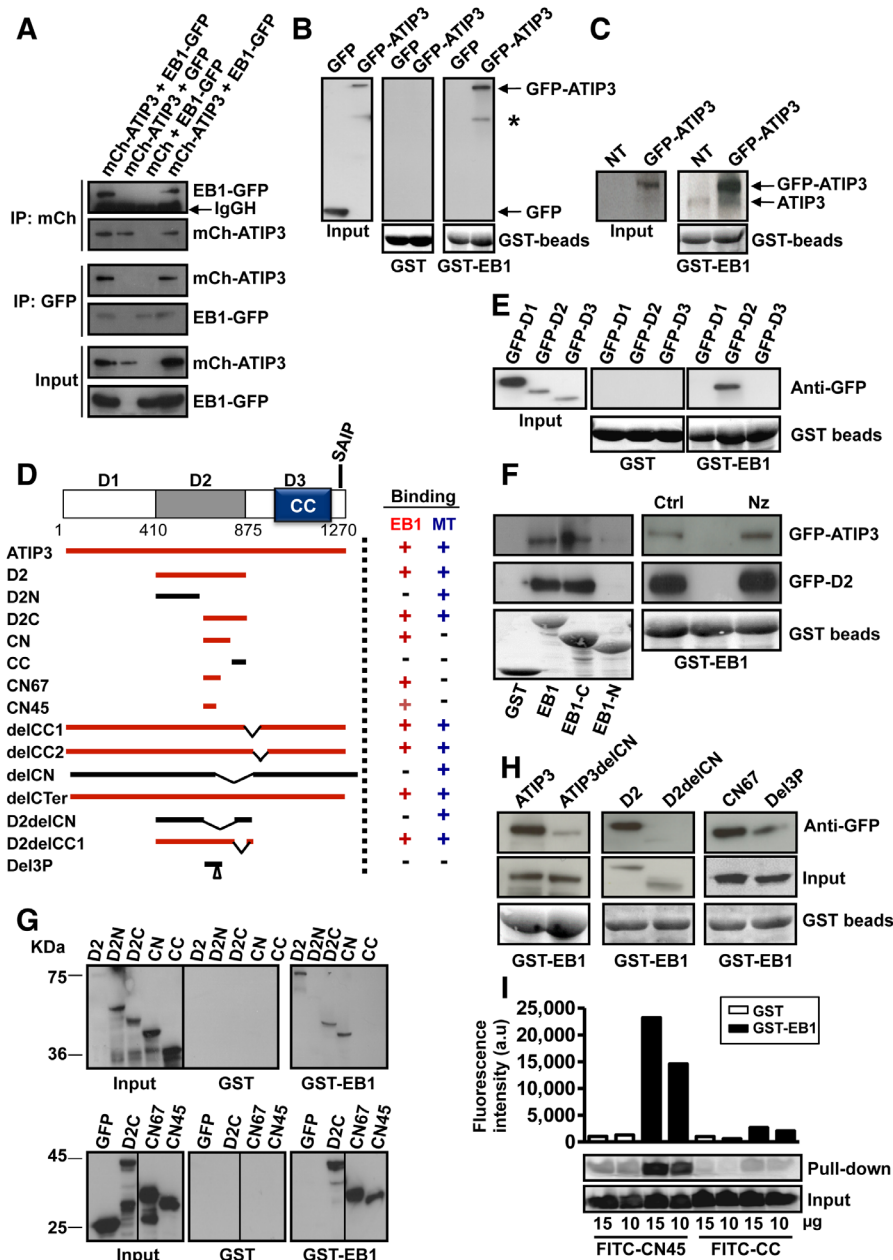 A
mCh-ATIP3 + EB1-GFP
mCh-ATIP3 + GFP
mCh + EB1-GFP
mCh-ATIP3 + EB1-GFP
IP: mCh
EB1-GFP
IgGH
mCh-ATIP3
IP: GFP
mCh-ATIP3
EB1-GFP
Input
mCh-ATIP3
EB1-GFP
B
GFP
GFP-ATIP3
GFP
GFP-ATIP3
GFP
GFP-ATIP3
GFP-ATIP3
*
GFP
Input
GST-beads
GST
GST-EB1
C
NT
GFP-ATIP3
NT
GFP-ATIP3
GFP-ATIP3
ATIP3
Input
GST-beads
GST-EB1
E
GFP-D1
GFP-D2
GFP-D3
GFP-D1
GFP-D2
GFP-D3
GFP-D1
GFP-D2
GFP-D3
Anti-GFP
Input
GST beads
GST
GST-EB1
D
SAIP
D1 D2 D3
CC
1 410 875 1270
Binding
EB1 MT
ATIP3 + +
D2 + +
D2N - +
D2C + +
CN + -
CC - -
CN67 + -
CN45 + -
delCC1 + +
delCC2 + +
delCN - +
delCTer + +
D2delCN - +
D2delCC1 + +
Del3P - -
F
Ctrl Nz
GFP-ATIP3
GFP-D2
GST beads
GST-EB1
GST
EB1
EB1-C
EB1-N
H
ATIP3
ATIP3delCN
D2
D2delCN
CN67
Del3P
Anti-GFP
Input
GST beads
GST-EB1 GST-EB1 GST-EB1
G
KDa
D2
D2N
D2C
CN
CC
D2
D2N
D2C
CN
CC
D2
D2N
D2C
CN
CC
75
36
Input GST GST-EB1
GFP
D2C
CN67
CN45
GFP
D2C
CN67
CN45
GFP
D2C
CN67
CN45
45
25
Input GST GST-EB1
I
Fluorescence
intensity (a.u)
25,000
20,000
15,000
10,000
5,000
0
GST
GST-EB1
Pull-down
Input
15 10 15 10 15 10 15 10 µg
FITC-CN45 FITC-CC